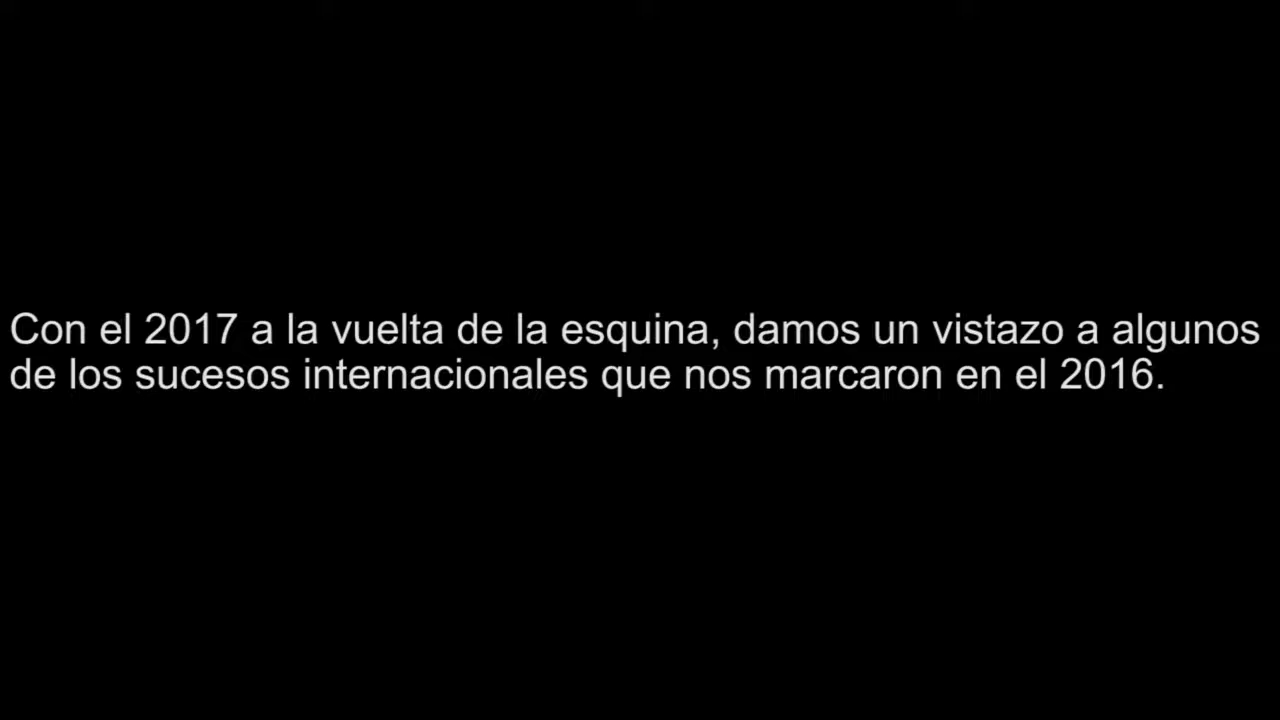 Con el 2017 a la vuelta de la esquina, damos un vistazo a algunos
de los sucesos internacionales que nos marcaron en el 2016.